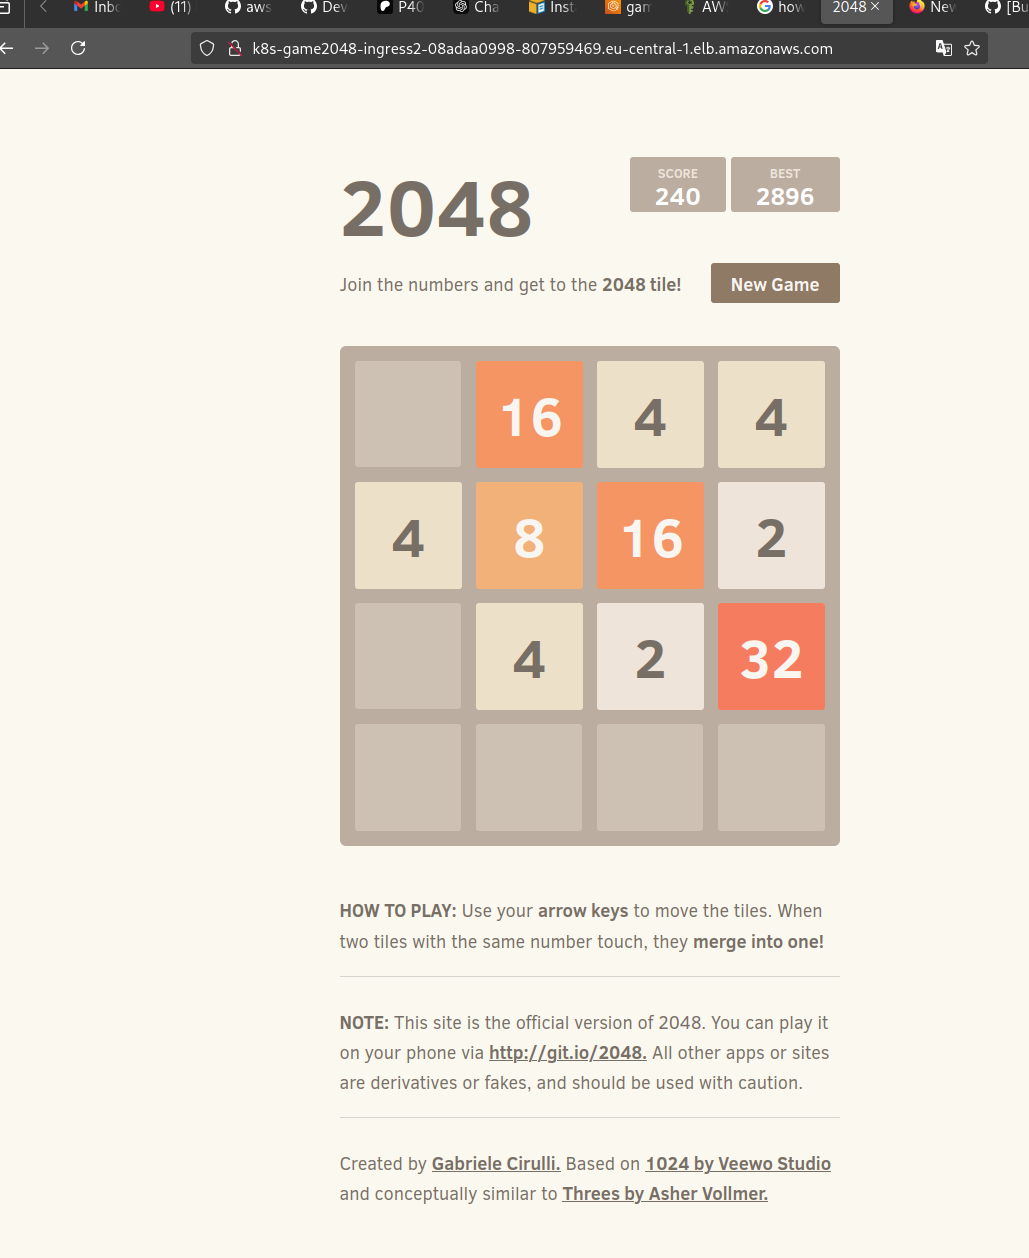 Inbc (11) aws Dev P40 Cha Inst gam AW how 2048 Nev [Bu
k8s-game2048-ingress2-08adaa0998-807959469.eu-central-1.elb.amazonaws.com
SCORE BEST
2048 240 2896
Join the numbers and get to the 2048 tile! New Game
16 4 4
4 8 16 2
4 2 32
HOW TO PLAY: Use your arrow keys to move the tiles. When
two tiles with the same number touch, they merge into one!
NOTE: This site is the official version of 2048. You can play it
on your phone via http://git.io/2048. All other apps or sites
are derivatives or fakes, and should be used with caution.
Created by Gabriele Cirulli. Based on 1024 by Veewo Studio
and conceptually similar to Threes by Asher Vollmer.